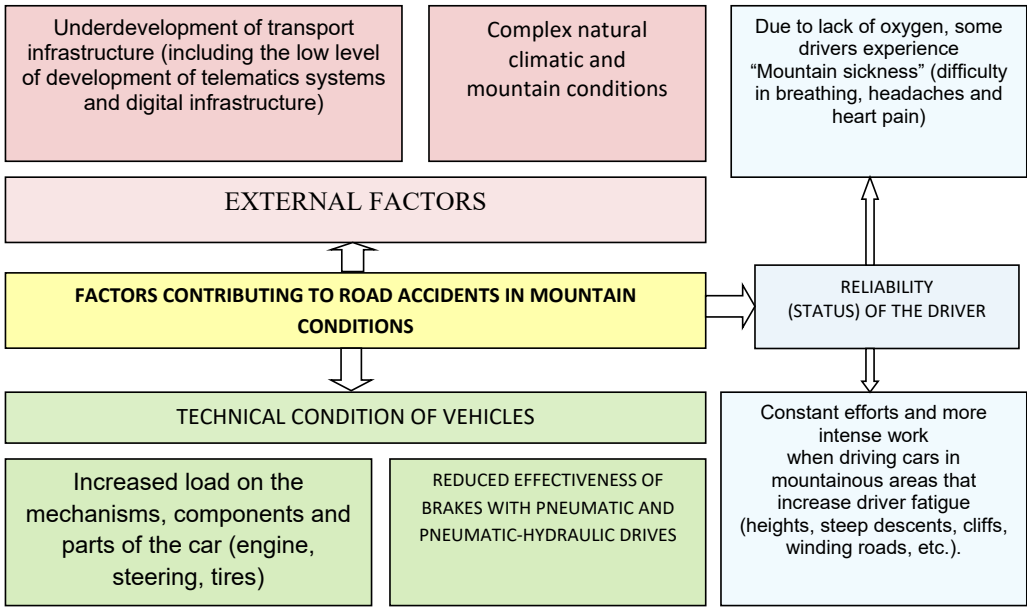 Underdevelopment of transport
infrastructure (including the low level
of development of telematics systems
and digital infrastructure)
Complex natural
climatic and
mountain conditions
Due to lack of oxygen, some
drivers experience
“Mountain sickness” (difficulty
in breathing, headaches and
heart pain)
EXTERNAL FACTORS
FACTORS CONTRIBUTING TO ROAD ACCIDENTS IN MOUNTAIN
CONDITIONS
RELIABILITY
(STATUS) OF THE DRIVER
TECHNICAL CONDITION OF VEHICLES
Increased load on the
mechanisms, components and
parts of the car (engine,
steering, tires)
REDUCED EFFECTIVENESS OF
BRAKES WITH PNEUMATIC AND
PNEUMATIC-HYDRAULIC DRIVES
Constant efforts and more
intense work
when driving cars in
mountainous areas that
increase driver fatigue
(heights, steep descents, cliffs,
winding roads, etc.).